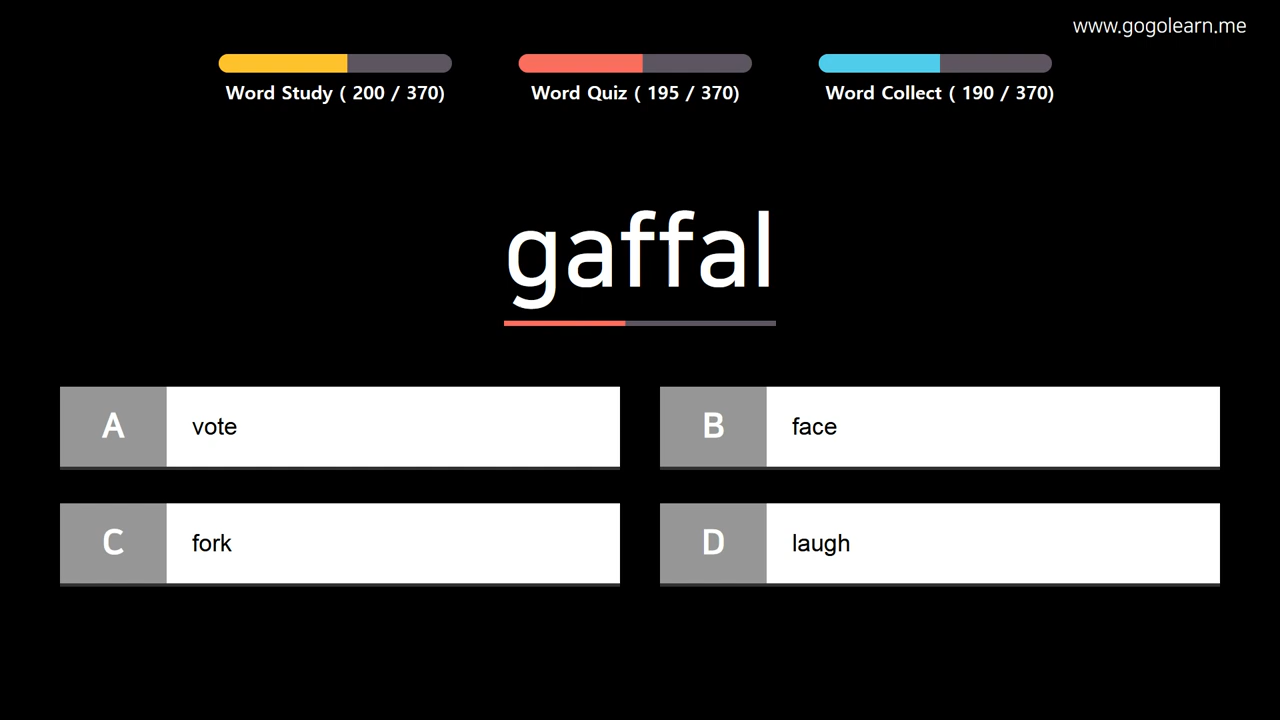 www.gogolearn.me
Word Study ( 200 / 370)
Word Quiz ( 195 / 370)
Word Collect ( 190 / 370)
gaffal
A
vote
B
face
C
fork
D
laugh